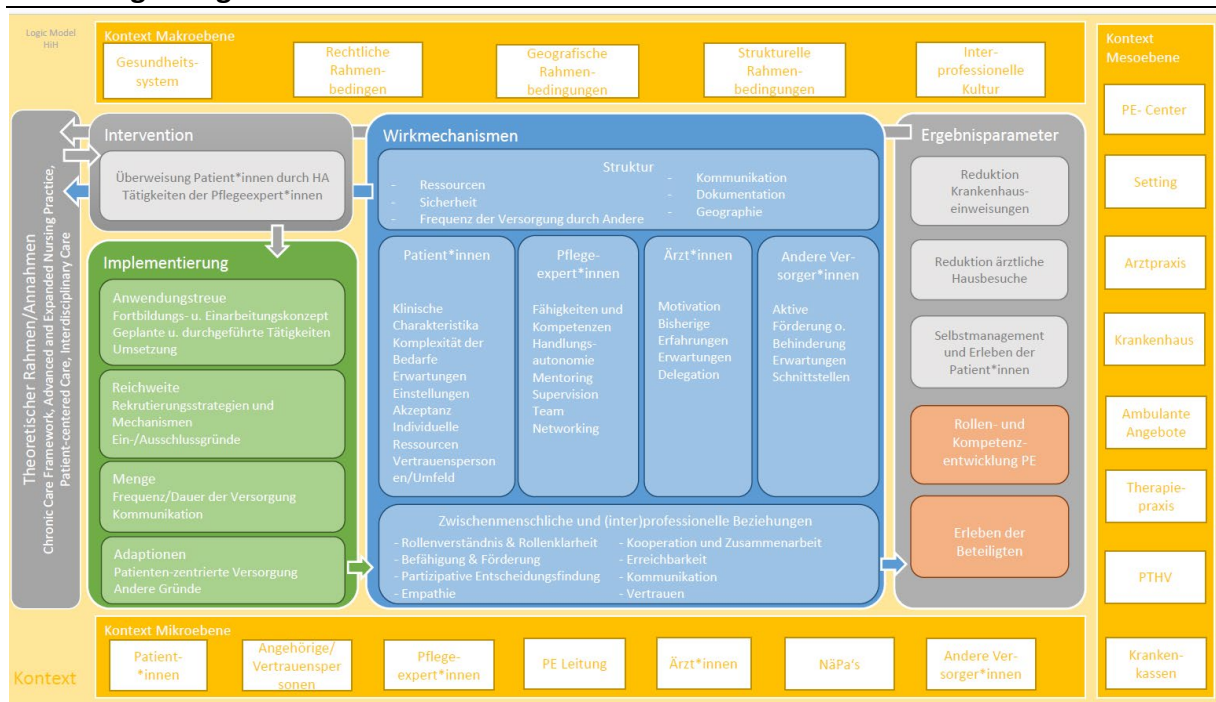 Logic Model
HiH
Kontext Makroebene
Gesundheits-
system
Rechtliche
Rahmen-
bedingen
Geografische
Rahmen-
bedingungen
Strukturelle
Rahmen-
bedingungen
Inter-
professionelle
Kultur
Kontext
Mesoebene
PE- Center
Setting
Arztpraxis
Krankenhaus
Ambulante
Angebote
Therapie-
praxis
PTHV
Kranken-
kassen
Theoretischer Rahmen/Annahmen
Chronic Care Framework, Advanced and Expanded Nursing Practice,
Patient-centered Care, Interdisciplinary Care
Intervention
Überweisung Patient*innen durch HA
Tätigkeiten der Pflegeexpert*innen
Implementierung
Anwendungstreue
Fortbildungs- u. Einarbeitungskonzept
Geplante u. durchgeführte Tätigkeiten
Umsetzung
Reichweite
Rekrutierungsstrategien und
Mechanismen
Ein-/Ausschlussgründe
Menge
Frequenz/Dauer der Versorgung
Kommunikation
Adaptionen
Patienten-zentrierte Versorgung
Andere Gründe
Wirkmechanismen
Struktur
- Ressourcen
- Sicherheit
- Frequenz der Versorgung durch Andere
- Kommunikation
- Dokumentation
- Geographie
Patient*innen
Klinische
Charakteristika
Komplexität der
Bedarfe
Erwartungen
Einstellungen
Akzeptanz
Individuelle
Ressourcen
Vertrauensperson
en/Umfeld
Pflege-
expert*innen
Fähigkeiten und
Kompetenzen
Handlungs-
autonomie
Mentoring
Supervision
Team
Networking
Ärzt*innen
Motivation
Bisherige
Erfahrungen
Erwartungen
Delegation
Andere Ver-
sorger*innen
Aktive
Förderung o.
Behinderung
Erwartungen
Schnittstellen
Zwischenmenschliche und (inter)professionelle Beziehungen
- Rollenverständnis & Rollenklarheit
- Befähigung & Förderung
- Partizipative Entscheidungsfindung
- Empathie
- Kooperation und Zusammenarbeit
- Erreichbarkeit
- Kommunikation
- Vertrauen
Ergebnisparameter
Reduktion
Krankenhaus-
einweisungen
Reduktion ärztliche
Hausbesuche
Selbstmanagement
und Erleben der
Patient*innen
Rollen- und
Kompetenz-
entwicklung PE
Erleben der
Beteiligten
Kontext
Kontext Mikroebene
Patient-
*innen
Angehörige/
Vertrauensper
sonen
Pflege-
expert*innen
PE Leitung
Ärzt*innen
NäPa's
Andere Ver-
sorger*innen